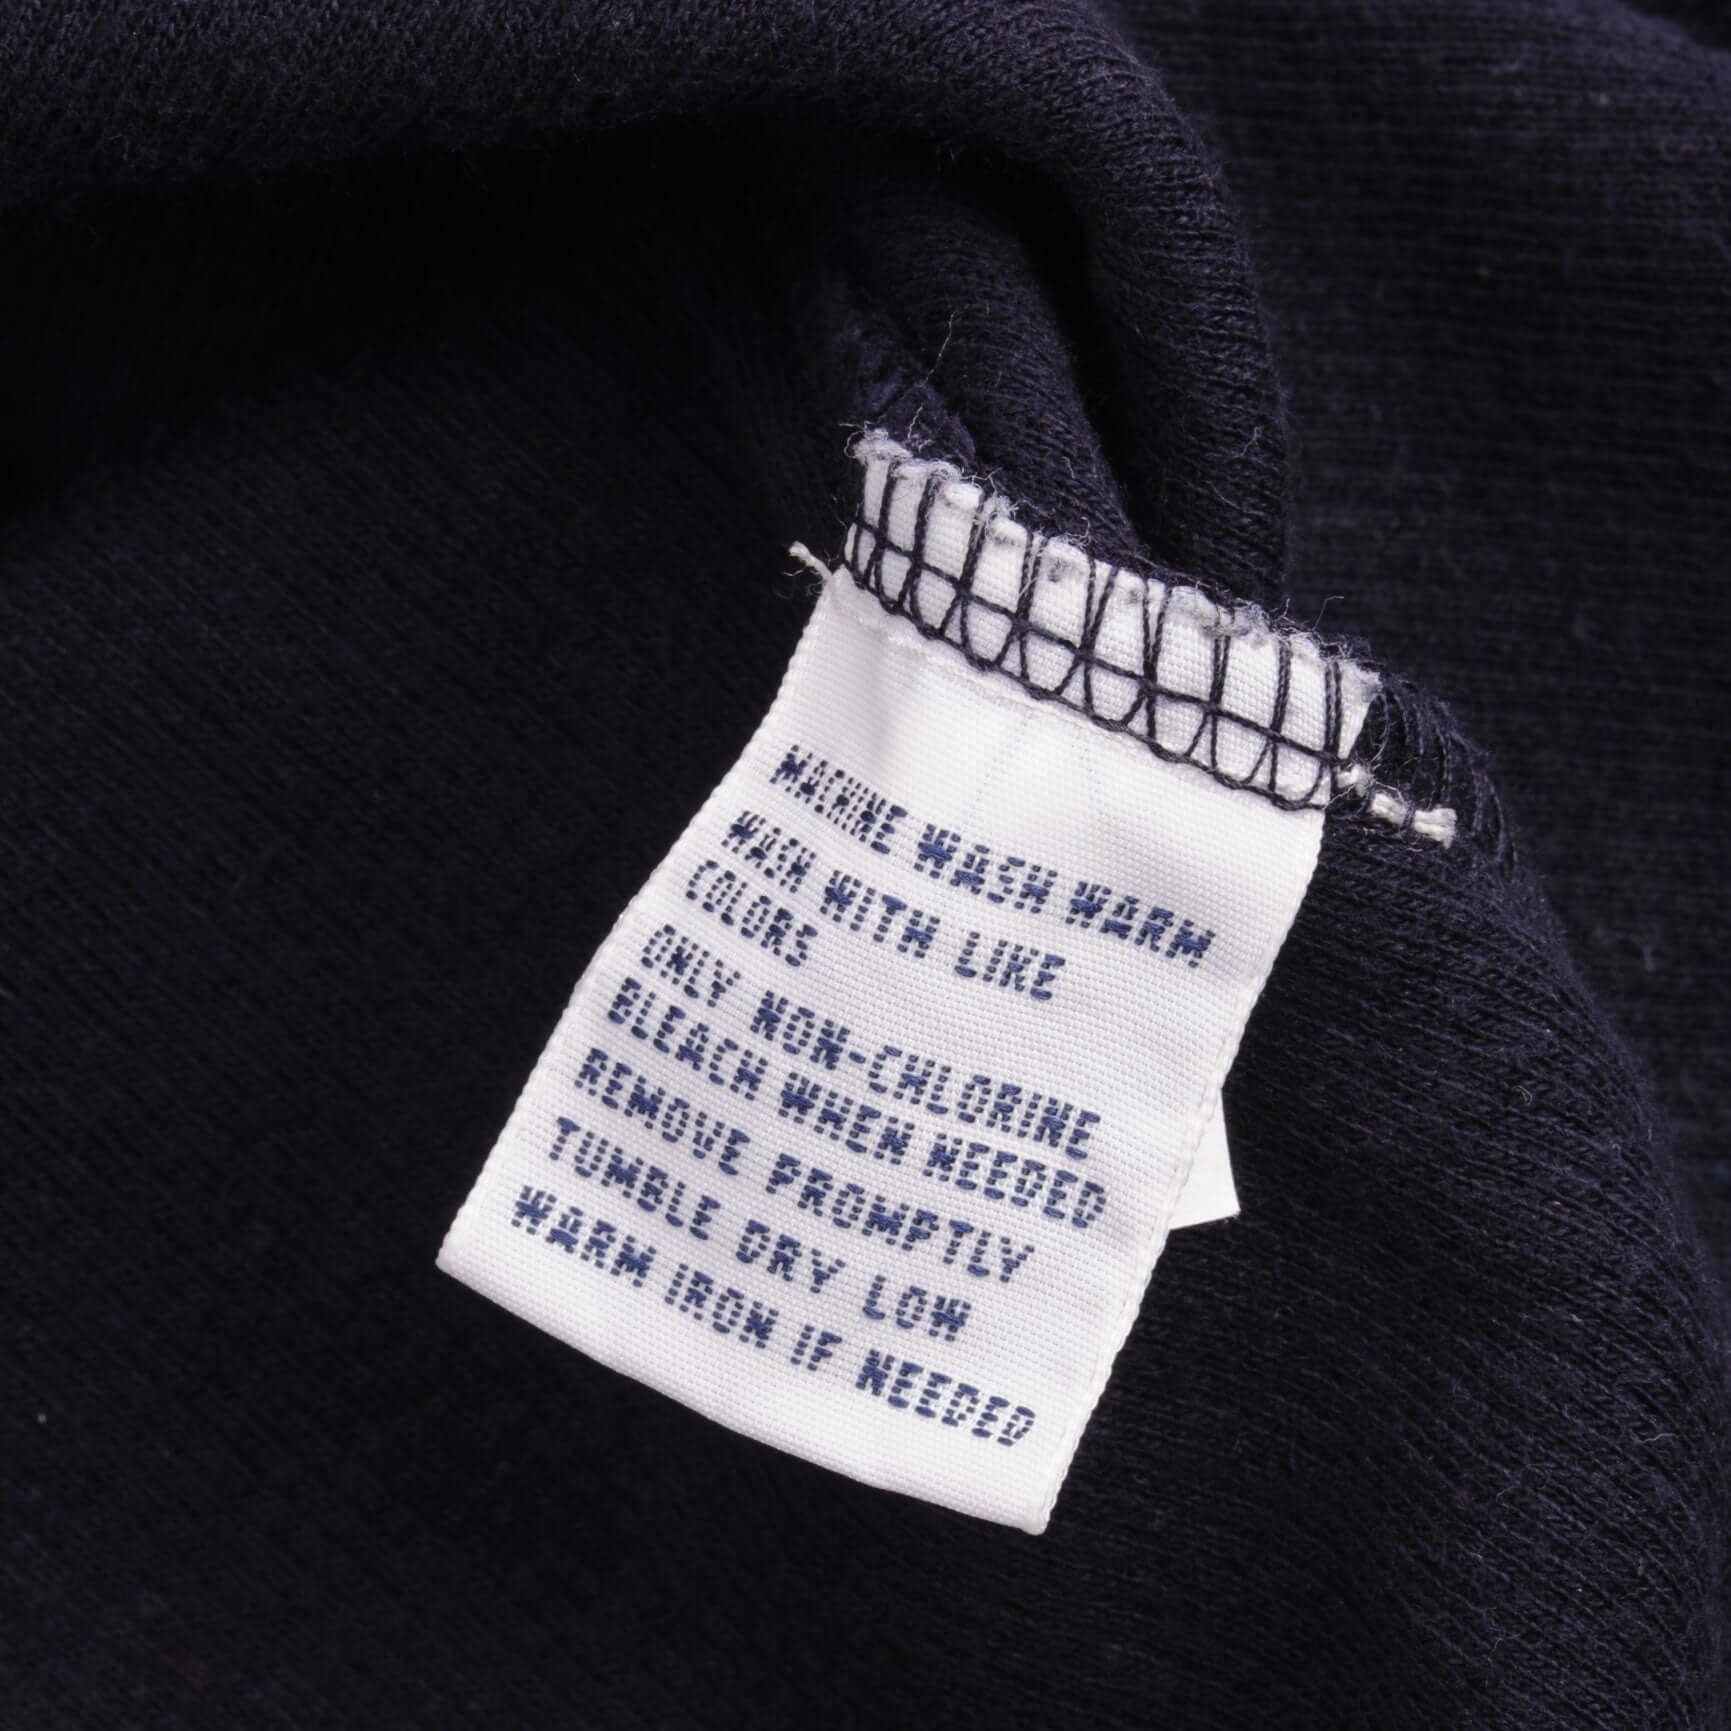 MACHINE WASH WARM
WASH WITH LIKE
COLORS
ONLY NON-CHLORINE
BLEACH WHEN NEEDED
REMOVE PROMPTLY
TUMBLE DRY LOW
WARM IRON IF NEEDED